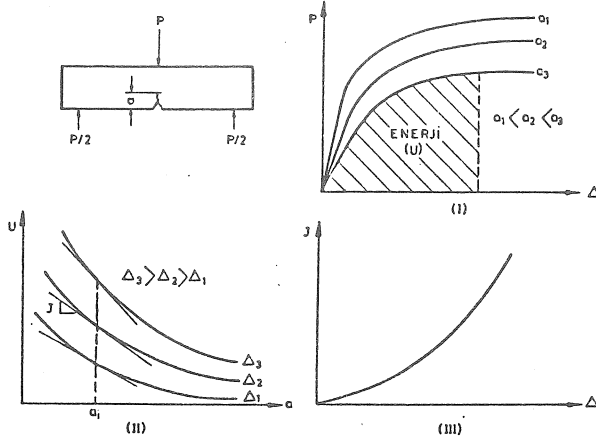 P
a
P/2
P/2
P
a₁
a₂
a₃
ENERJİ
(U)
a₁ < a₂ < a₃
Δ
(I)
U
Δ₃ > Δ₂ > Δ₁
J
Δ₃
Δ₂
Δ₁
a₁
a
(II)
J
Δ
(III)